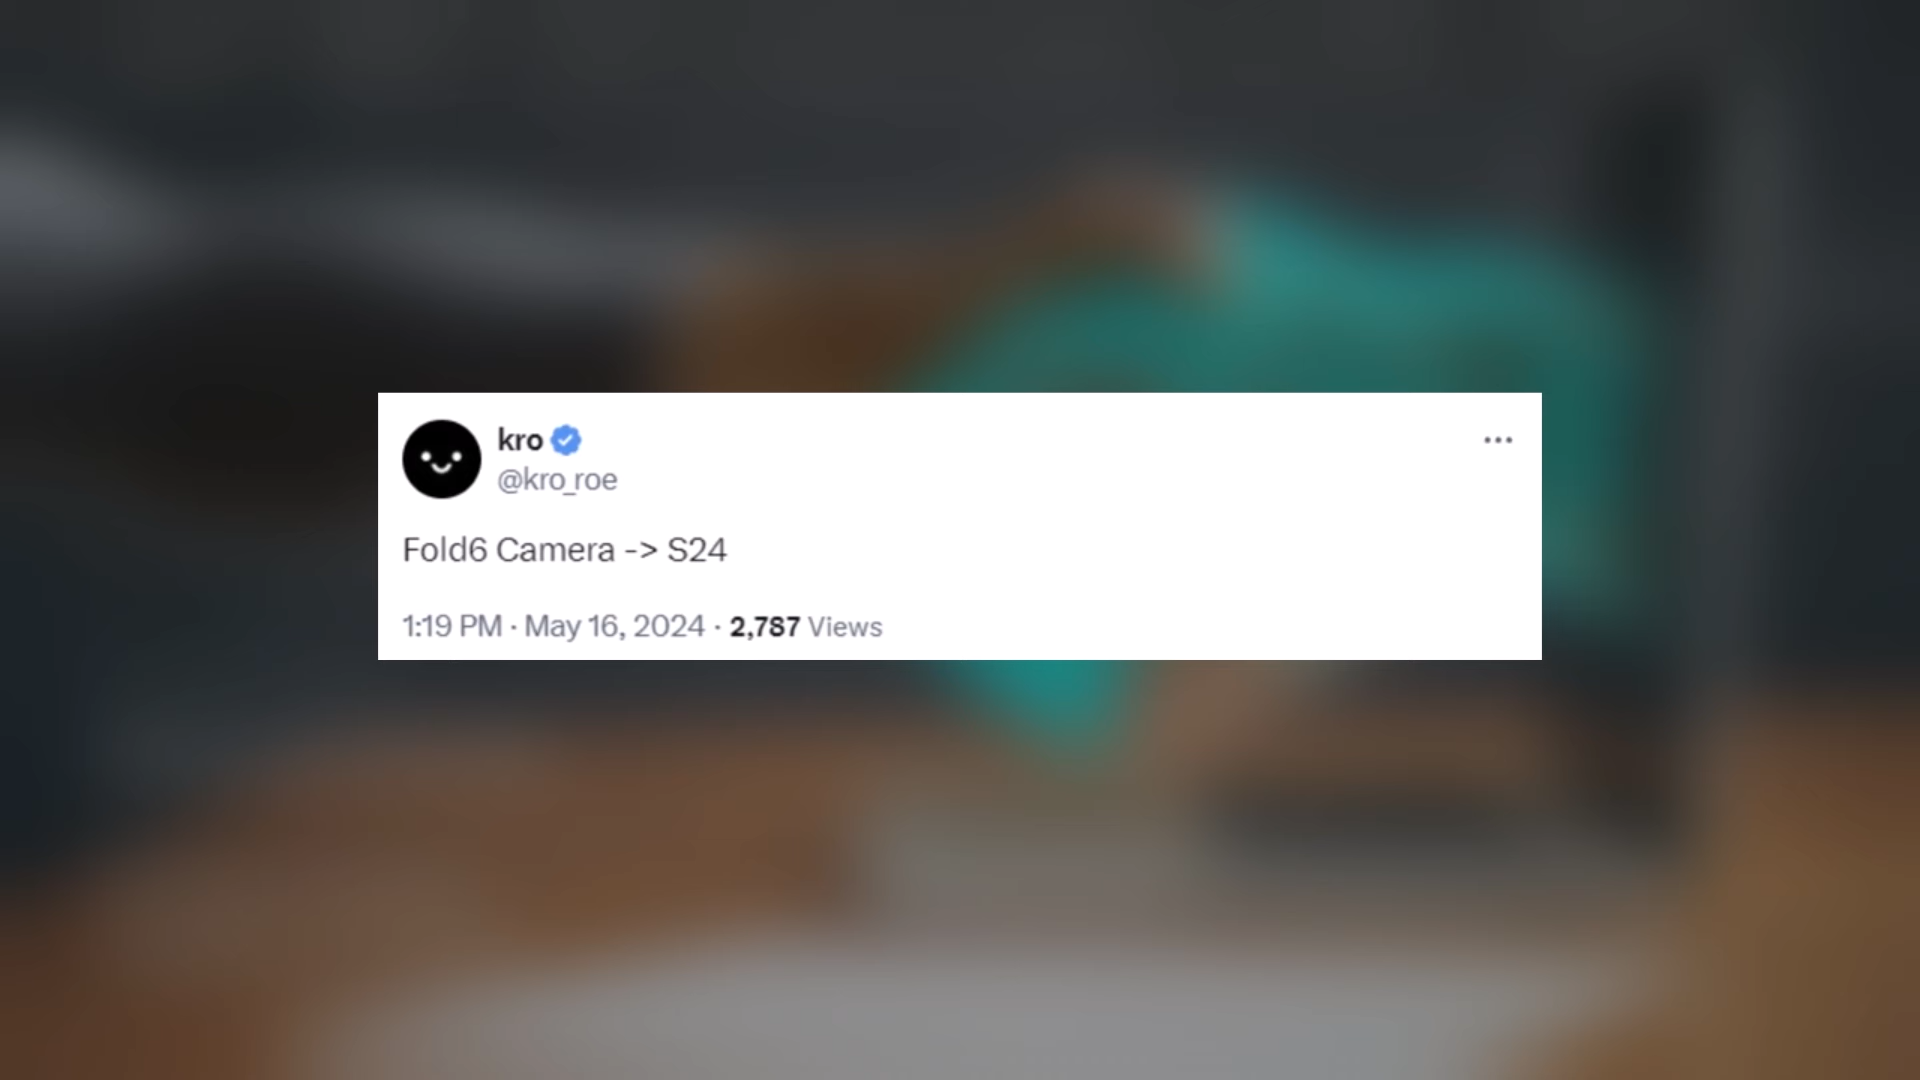 kro
@kro_roe
Fold6 Camera -> S24
1:19 PM · May 16, 2024 · 2,787 Views